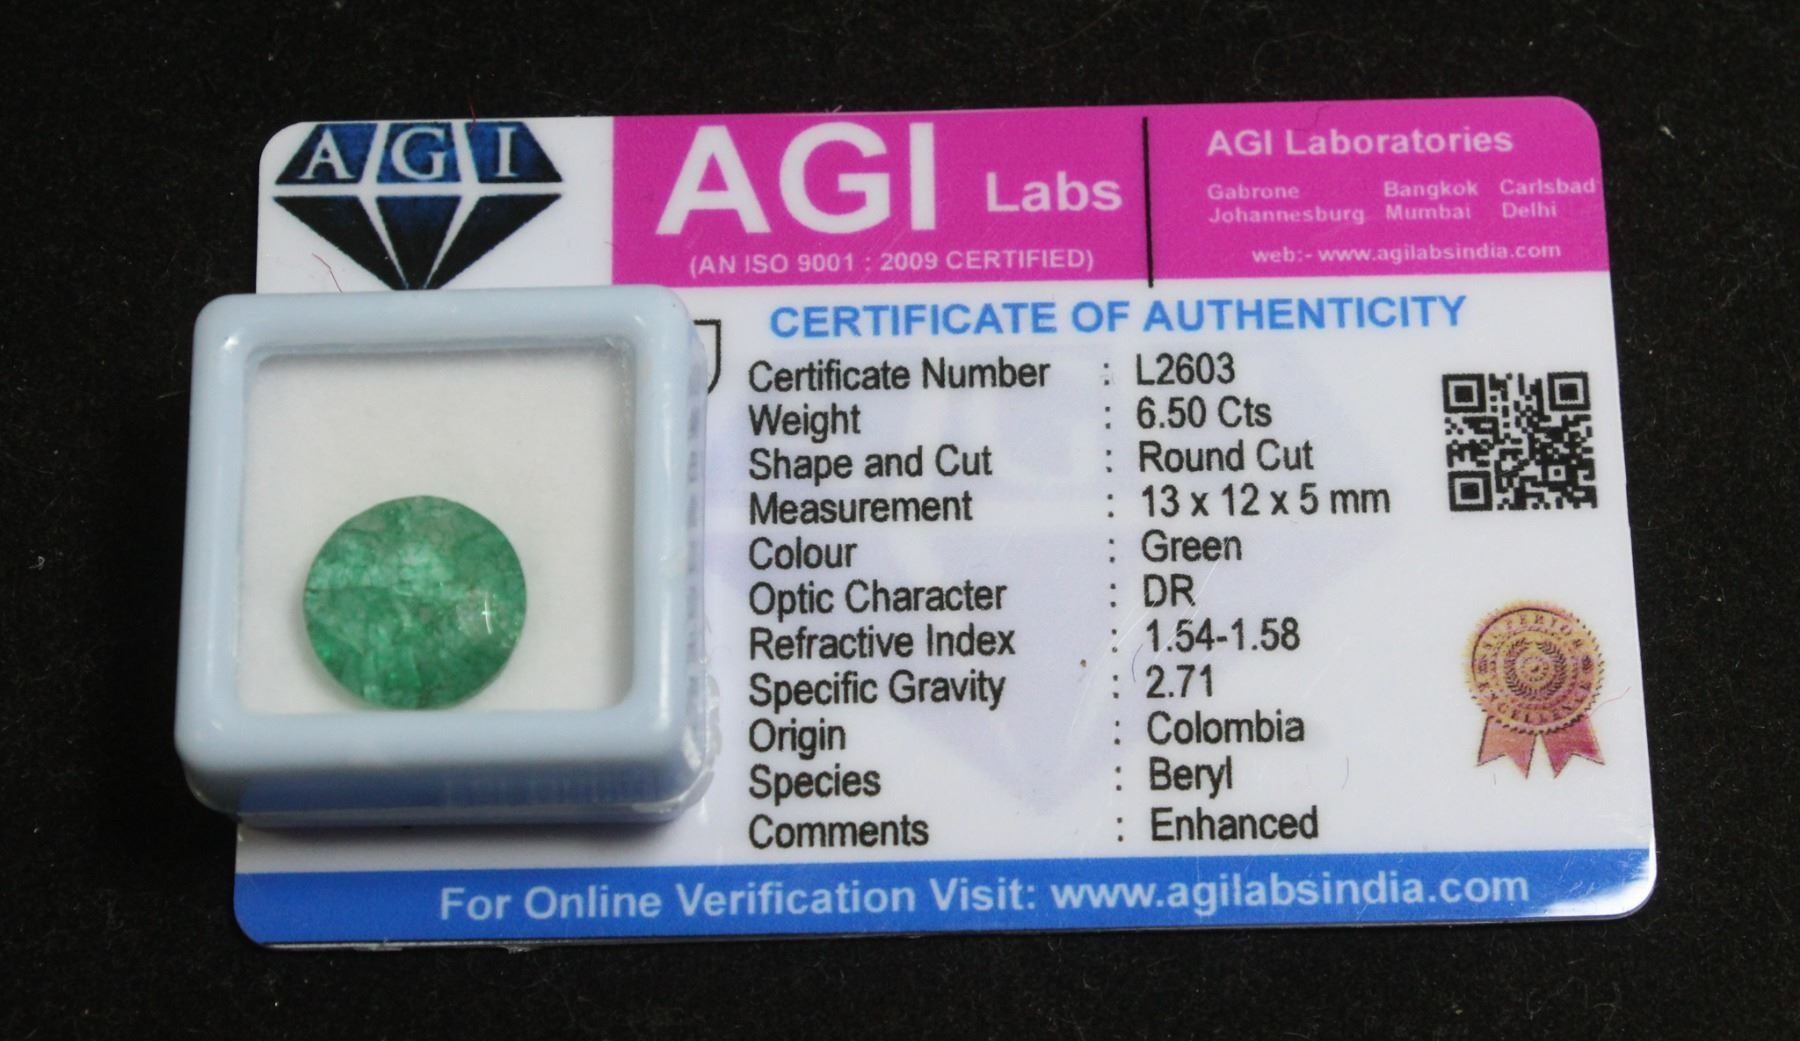 AGI
AGI Labs
(AN ISO 9001 : 2009 CERTIFIED)
AGI Laboratories
Gabrone Bangkok Carlsbad
Johannesburg Mumbai Delhi
web:- www.agilabsindia.com
CERTIFICATE OF AUTHENTICITY
Certificate Number : L2603
Weight : 6.50 Cts
Shape and Cut : Round Cut
Measurement : 13 x 12 x 5 mm
Colour : Green
Optic Character : DR
Refractive Index : 1.54-1.58
Specific Gravity : 2.71
Origin : Colombia
Species : Beryl
Comments : Enhanced
SUPERIOR
EXCELLENCE
For Online Verification Visit: www.agilabsindia.com